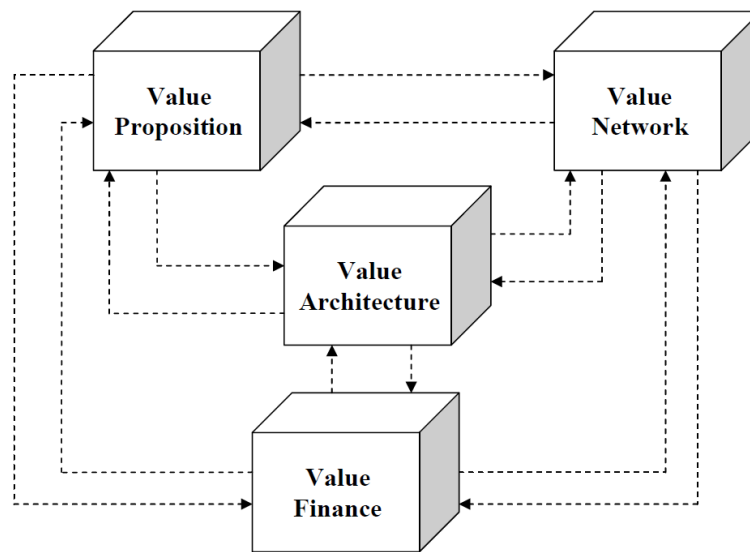 Value
Proposition
Value
Network
Value
Architecture
Value
Finance